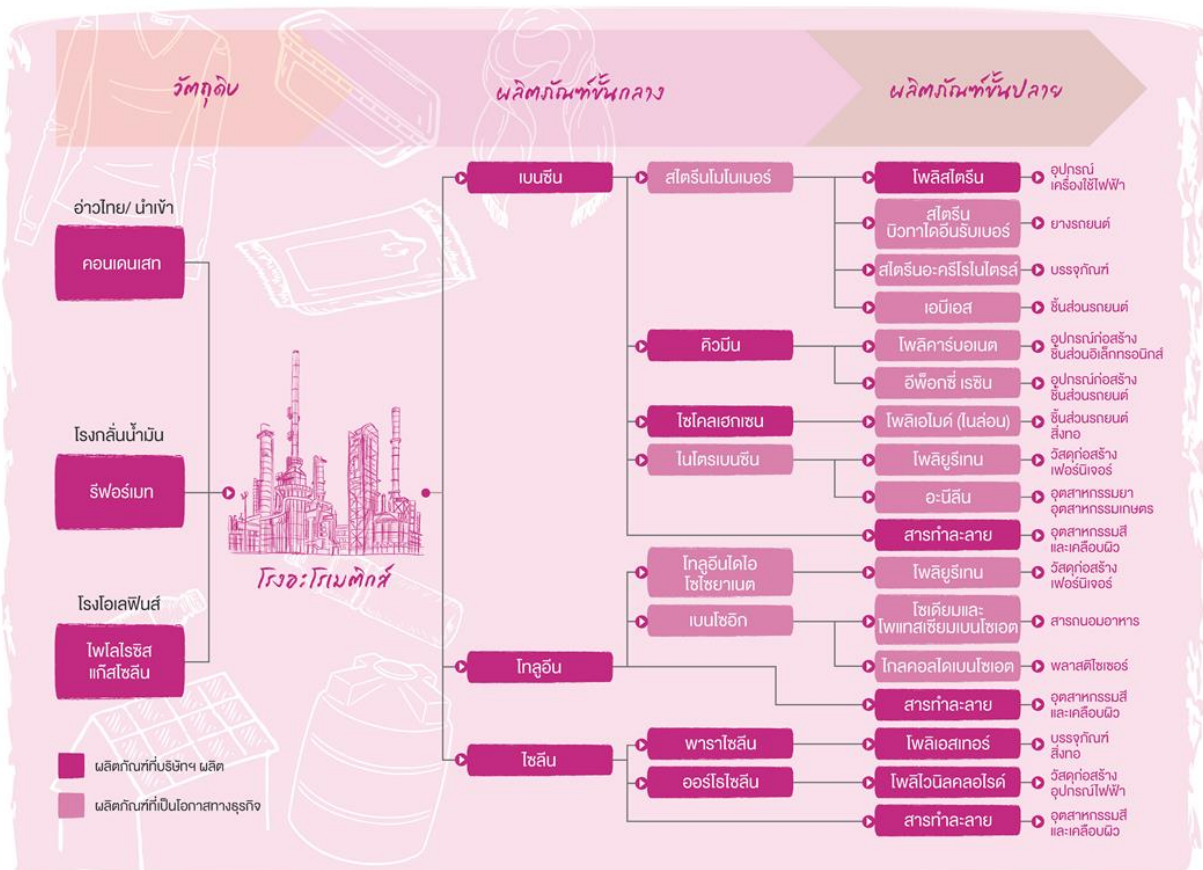 วัตถุดิบ
ผลิตภัณฑ์ขั้นกลาง
ผลิตภัณฑ์ขั้นปลาย
อ่าวไทย/ นำเข้า
คอนเดนเสท
โรงกลั่นน้ำมัน
รีฟอร์เมท
โรงโอเลฟินส์
ไพโลไรซิส
แก๊สโซลีน
โรงอะโรเมติกส์
เบนซีน
สไตรีนโมโนเมอร์
โพลิสไตรีน
อุปกรณ์
เครื่องใช้ไฟฟ้า
สไตรีน
บิวทาไดอีนรับเบอร์
ยางรถยนต์
สไตรีนอะครีโรไนไตรล์
บรรจุภัณฑ์
เอบีเอส
ชิ้นส่วนรถยนต์
คิวมีน
โพลิคาร์บอเนต
อุปกรณ์ก่อสร้าง
ชิ้นส่วนอิเล็กทรอนิกส์
อีพ็อกซี่ เรซิน
อุปกรณ์ก่อสร้าง
ชิ้นส่วนรถยนต์
ไซโคลเฮกเซน
โพลิเอไมด์ (ไนล่อน)
ชิ้นส่วนรถยนต์
สิ่งทอ
ไนโตรเบนซีน
โพลิยูรีเทน
วัสดุก่อสร้าง
เฟอร์นิเจอร์
อะนีลีน
อุตสาหกรรมยา
อุตสาหกรรมเกษตร
สารทำละลาย
อุตสาหกรรมสี
และเคลือบผิว
โทลูอีน
โทลูอีนไดไอ
โซไซยาเนต
โพลิยูรีเทน
วัสดุก่อสร้าง
เฟอร์นิเจอร์
เบนโซอิก
โซเดียมและ
โพแทสเซียมเบนโซเอต
สารถนอมอาหาร
ไกลคอลไดเบนโซเอต
พลาสติไซเซอร์
สารทำละลาย
อุตสาหกรรมสี
และเคลือบผิว
ไซลีน
พาราไซลีน
โพลิเอสเทอร์
บรรจุภัณฑ์
สิ่งทอ
ออร์โธไซลีน
โพลิไวนิลคลอไรด์
วัสดุก่อสร้าง
อุปกรณ์ไฟฟ้า
สารทำละลาย
อุตสาหกรรมสี
และเคลือบผิว
ผลิตภัณฑ์ที่บริษัทฯ ผลิต
ผลิตภัณฑ์ที่เป็นโอกาสทางธุรกิจ